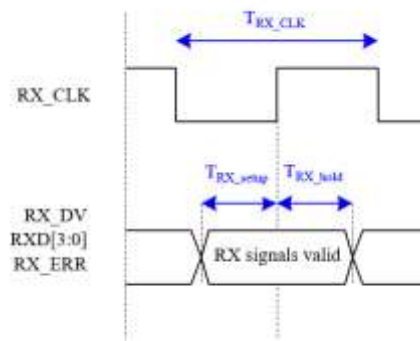 T_RX_CLK
RX_CLK
T_RX_setup T_RX_hold
RX_DV
RXD[3:0]
RX_ERR
RX signals valid